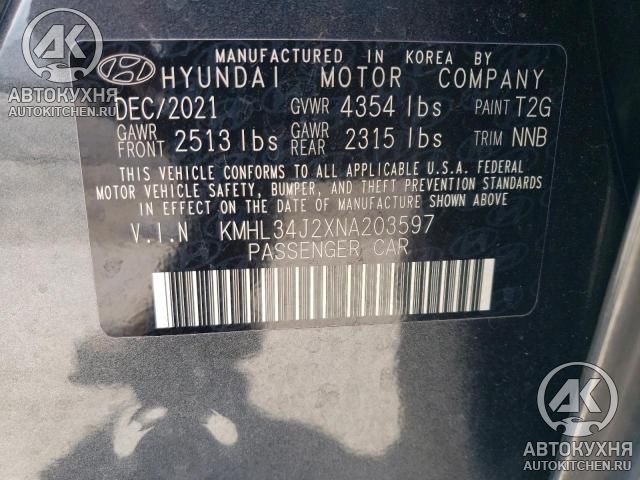 MANUFACTURED IN KOREA BY
HYUNDAI MOTOR COMPANY
DEC/2021 GVWR 4354 lbs PAINT T2G
GAWR FRONT 2513 lbs GAWR REAR 2315 lbs TRIM NNB
THIS VEHICLE CONFORMS TO ALL APPLICABLE U.S.A. FEDERAL
MOTOR VEHICLE SAFETY, BUMPER, AND THEFT PREVENTION STANDARDS
IN EFFECT ON THE DATE OF MANUFACTURE SHOWN ABOVE
V.I.N KMHL34J2XNA203597
PASSENGER CAR
АК
АВТОКУХНЯ
AUTOKITCHEN.RU
АК
АВТОКУХНЯ
AUTOKITCHEN.RU